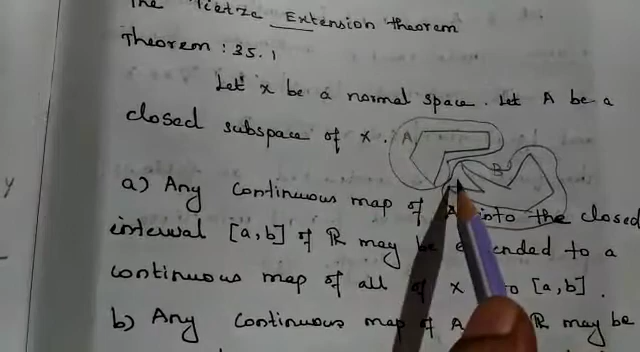 The Tietze Extension theorem
Theorem : 35.1
Let x be a normal space. Let A be a
closed subspace of x. A
B
a) Any continuous map of A into the closed
interval [a,b] of ℝ may be extended to a
continuous map of all of x [a,b].
b) Any continuous map of A ℝ may be
y